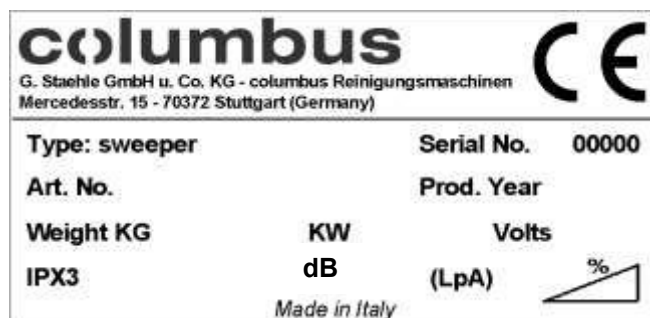 columbus
CE
G. Staehle GmbH u. Co. KG - columbus Reinigungsmaschinen
Mercedesstr. 15 - 70372 Stuttgart (Germany)
Type: sweeper Serial No. 00000
Art. No. Prod. Year
Weight KG KW Volts
IPX3 dB (LpA) %
Made in Italy